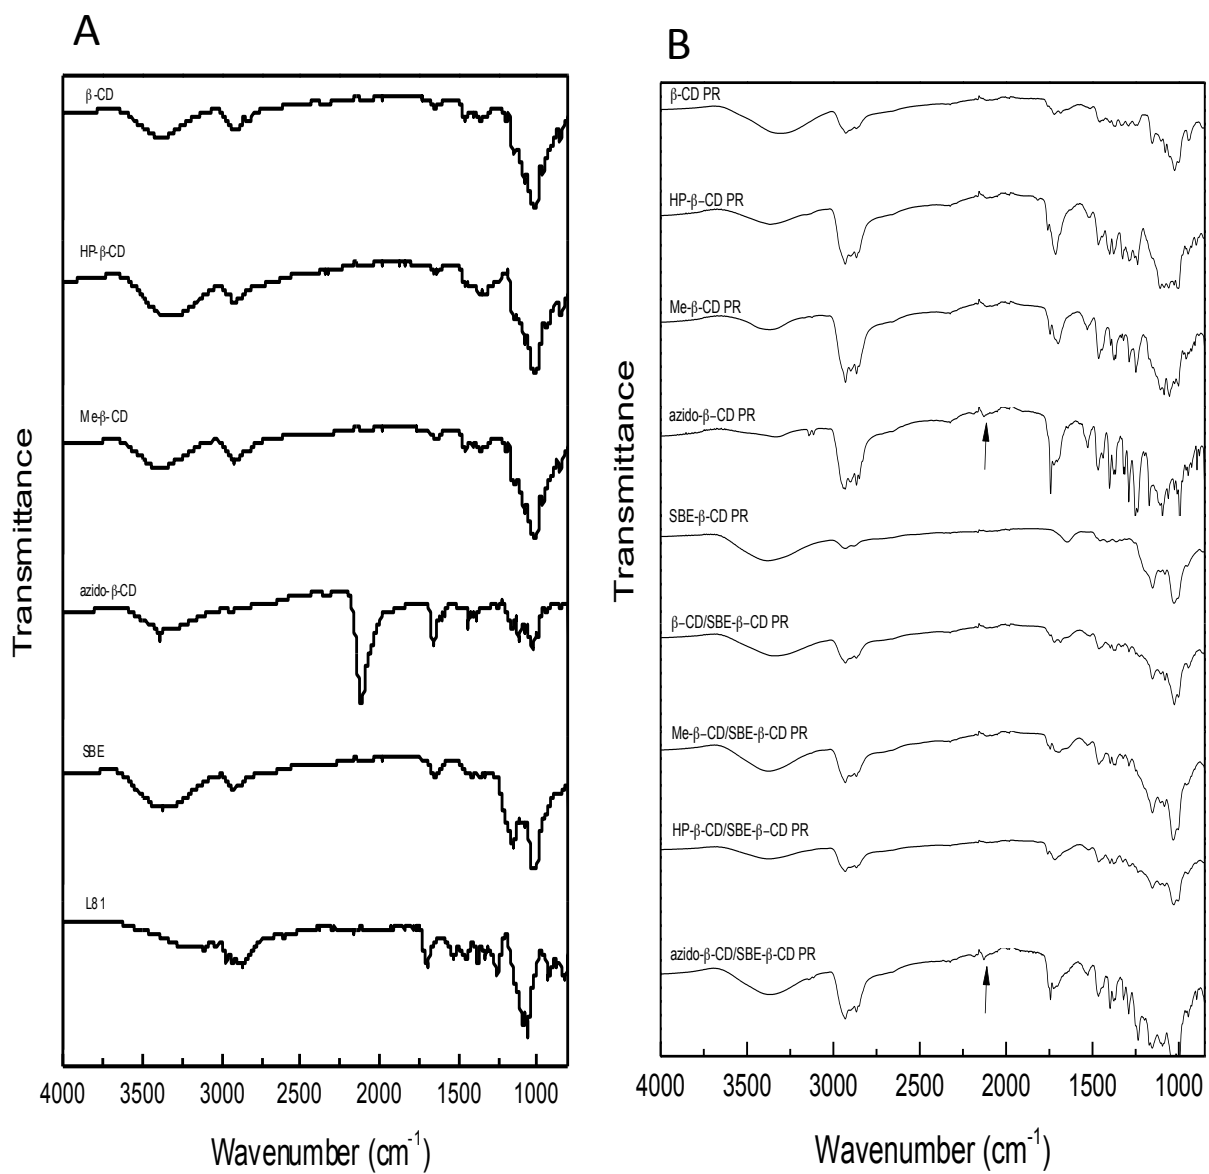 A
Transmittance
β-CD
HP-β-CD
Me-β-CD
azido-β-CD
SBE
L81
4000 3500 3000 2500 2000 1500 1000
Wavenumber (cm-1)
B
Transmittance
β-CD PR
HP-β-CD PR
Me-β-CD PR
azido-β-CD PR
SBE-β-CD PR
β-CD/SBE-β-CD PR
Me-β-CD/SBE-β-CD PR
HP-β-CD/SBE-β-CD PR
azido-β-CD/SBE-β-CD PR
4000 3500 3000 2500 2000 1500 1000
Wavenumber (cm-1)